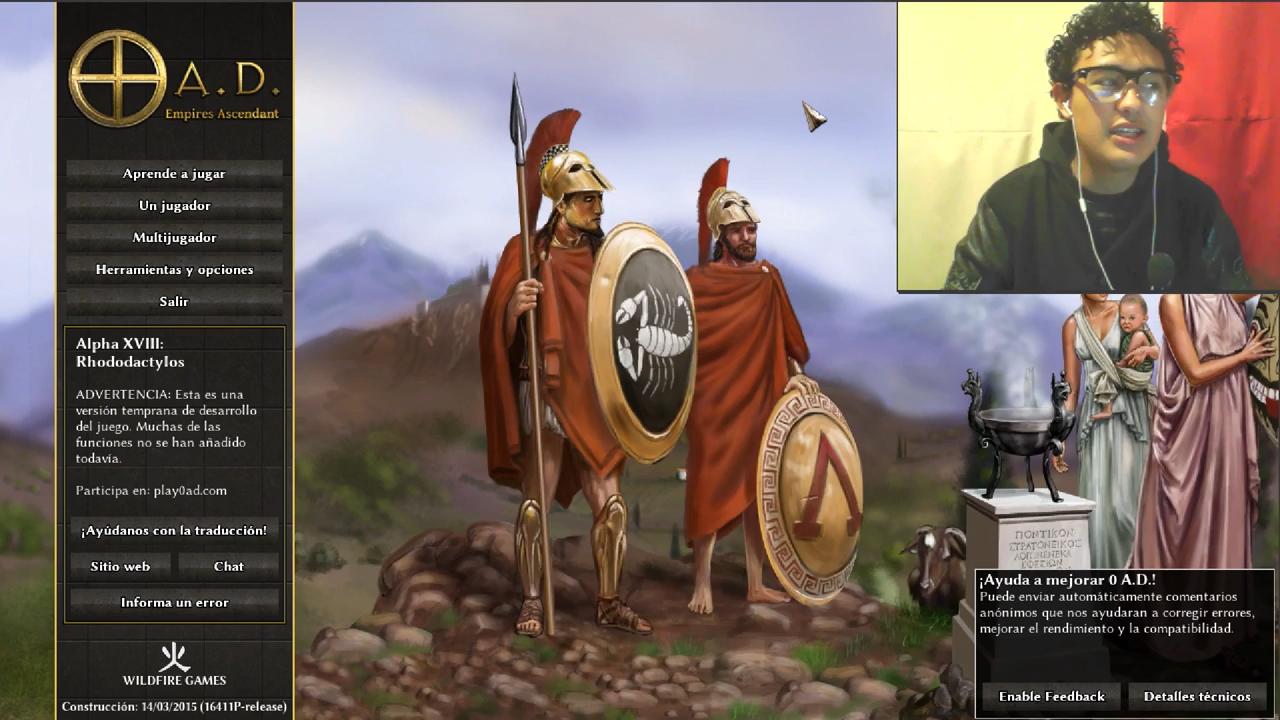 A.D.
Empires Ascendant
Aprende a jugar
Un jugador
Multijugador
Herramientas y opciones
Salir
Alpha XVIII:
Rhododactylos
ADVERTENCIA: Esta es una
versión temprana de desarrollo
del juego. Muchas de las
funciones no se han añadido
todavía.
Participa en: play0ad.com
¡Ayúdanos con la traducción!
Sitio web
Chat
Informa un error
WILDFIRE GAMES
Construcción: 14/03/2015 (16411P-release)
ΠΟΝΤΙΚΟΝ
ΣΤΡΑΤΟΝΕΙΚΟΣ
¡Ayuda a mejorar 0 A.D.!
Puede enviar automáticamente comentarios
anónimos que nos ayudaran a corregir errores,
mejorar el rendimiento y la compatibilidad.
Enable Feedback
Detalles técnicos